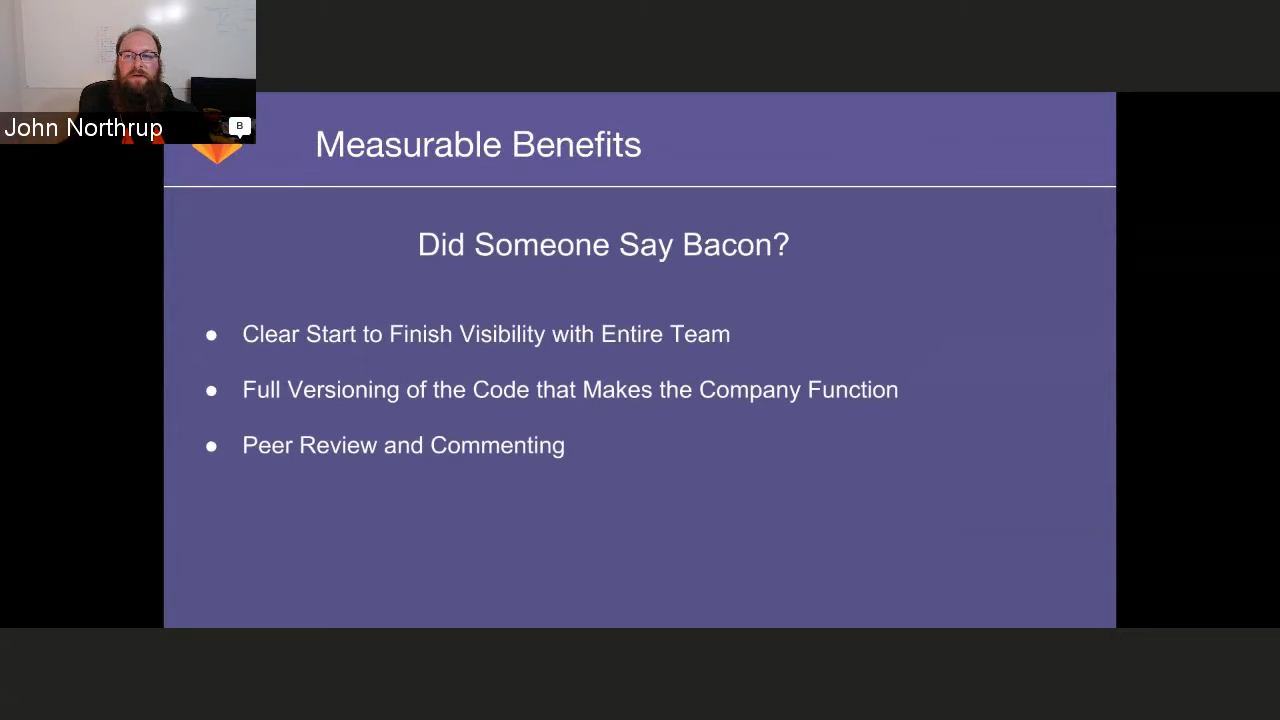 John Northrup
B
Measurable Benefits
Did Someone Say Bacon?
● Clear Start to Finish Visibility with Entire Team
● Full Versioning of the Code that Makes the Company Function
● Peer Review and Commenting